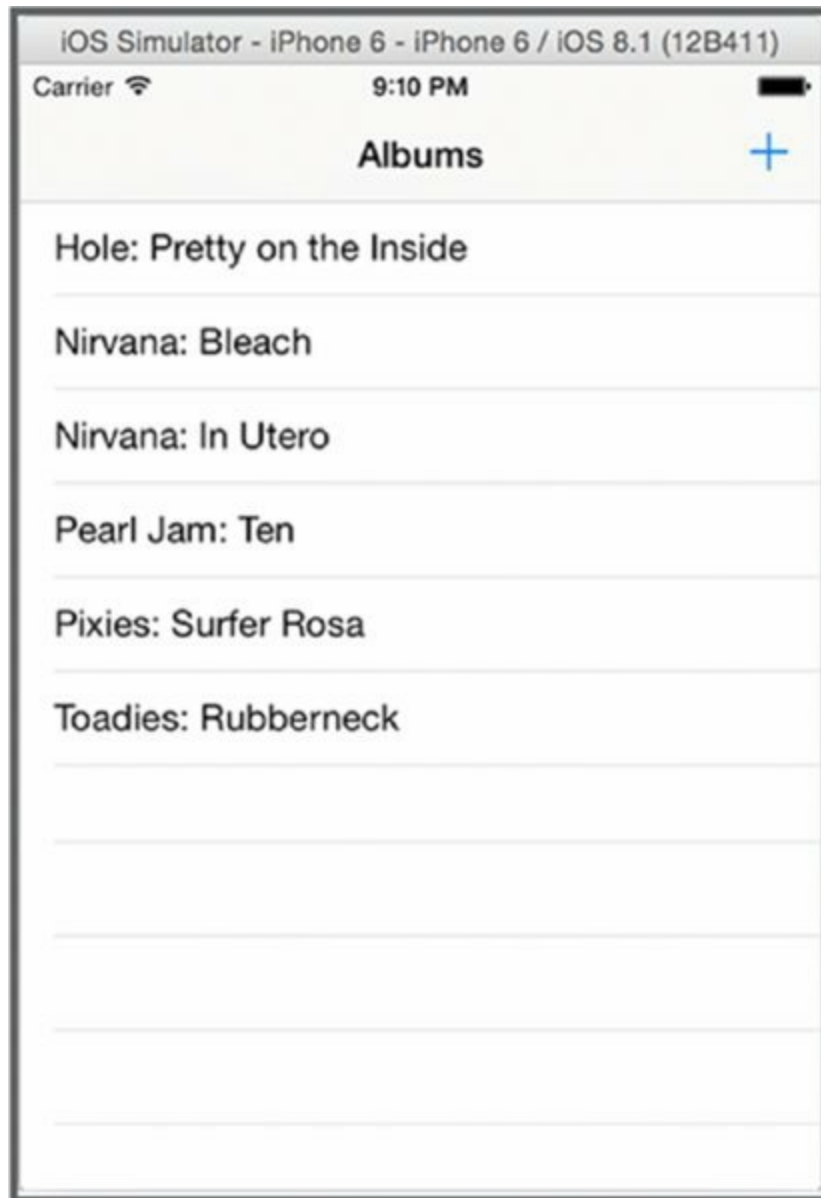 iOS Simulator - iPhone 6 - iPhone 6 / iOS 8.1 (12B411)
Carrier 9:10 PM
Albums +
Hole: Pretty on the Inside
Nirvana: Bleach
Nirvana: In Utero
Pearl Jam: Ten
Pixies: Surfer Rosa
Toadies: Rubberneck